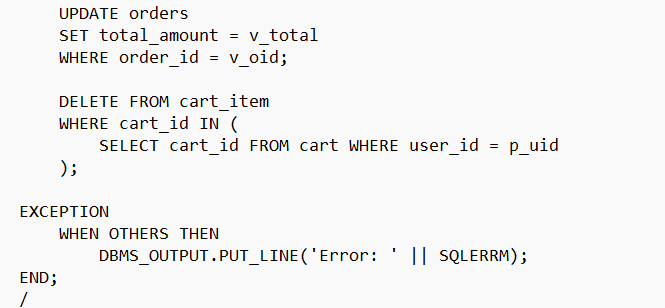 UPDATE orders
SET total_amount = v_total
WHERE order_id = v_oid;
DELETE FROM cart_item
WHERE cart_id IN (
SELECT cart_id FROM cart WHERE user_id = p_uid
);
EXCEPTION
WHEN OTHERS THEN
DBMS_OUTPUT.PUT_LINE('Error: ' || SQLERRM);
END;
/